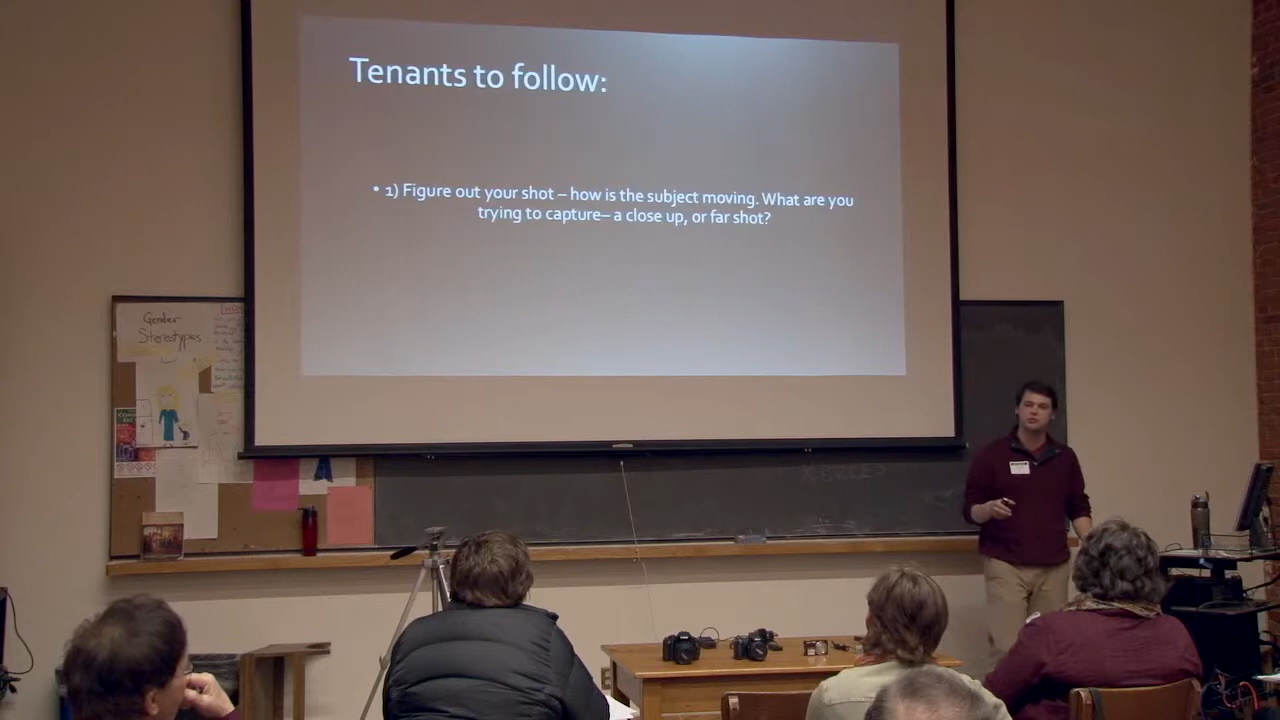 Tenants to follow:
• 1) Figure out your shot – how is the subject moving. What are you
trying to capture– a close up, or far shot?
Gender
Stereotypes